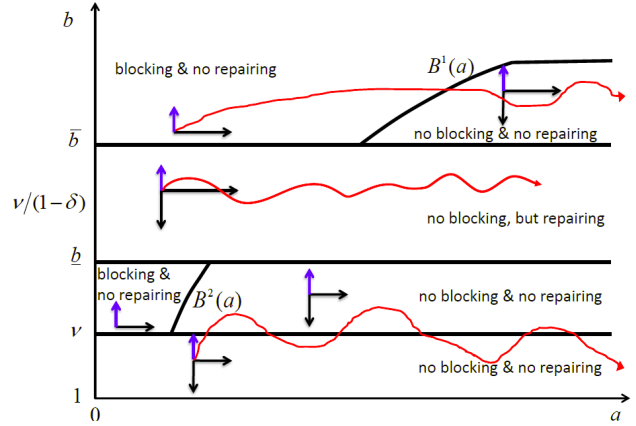 b
blocking & no repairing
B¹(a)
no blocking & no repairing
b̅
ν/(1−δ)
no blocking, but repairing
b̲
blocking &
no repairing
B²(a)
no blocking & no repairing
ν
no blocking & no repairing
1
0
a